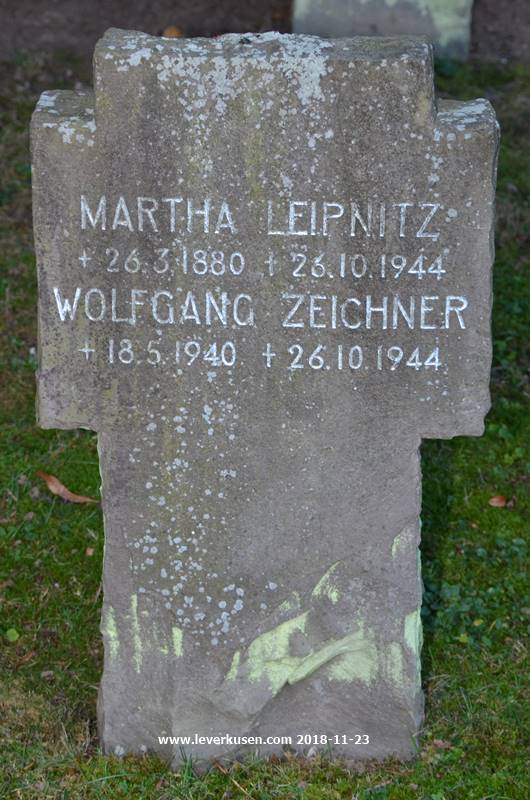 MARTHA LEIPNITZ
+ 26.3.1880 + 26.10.1944
WOLFGANG ZEICHNER
+ 18.5.1940 + 26.10.1944
www.leverkusen.com 2018-11-23